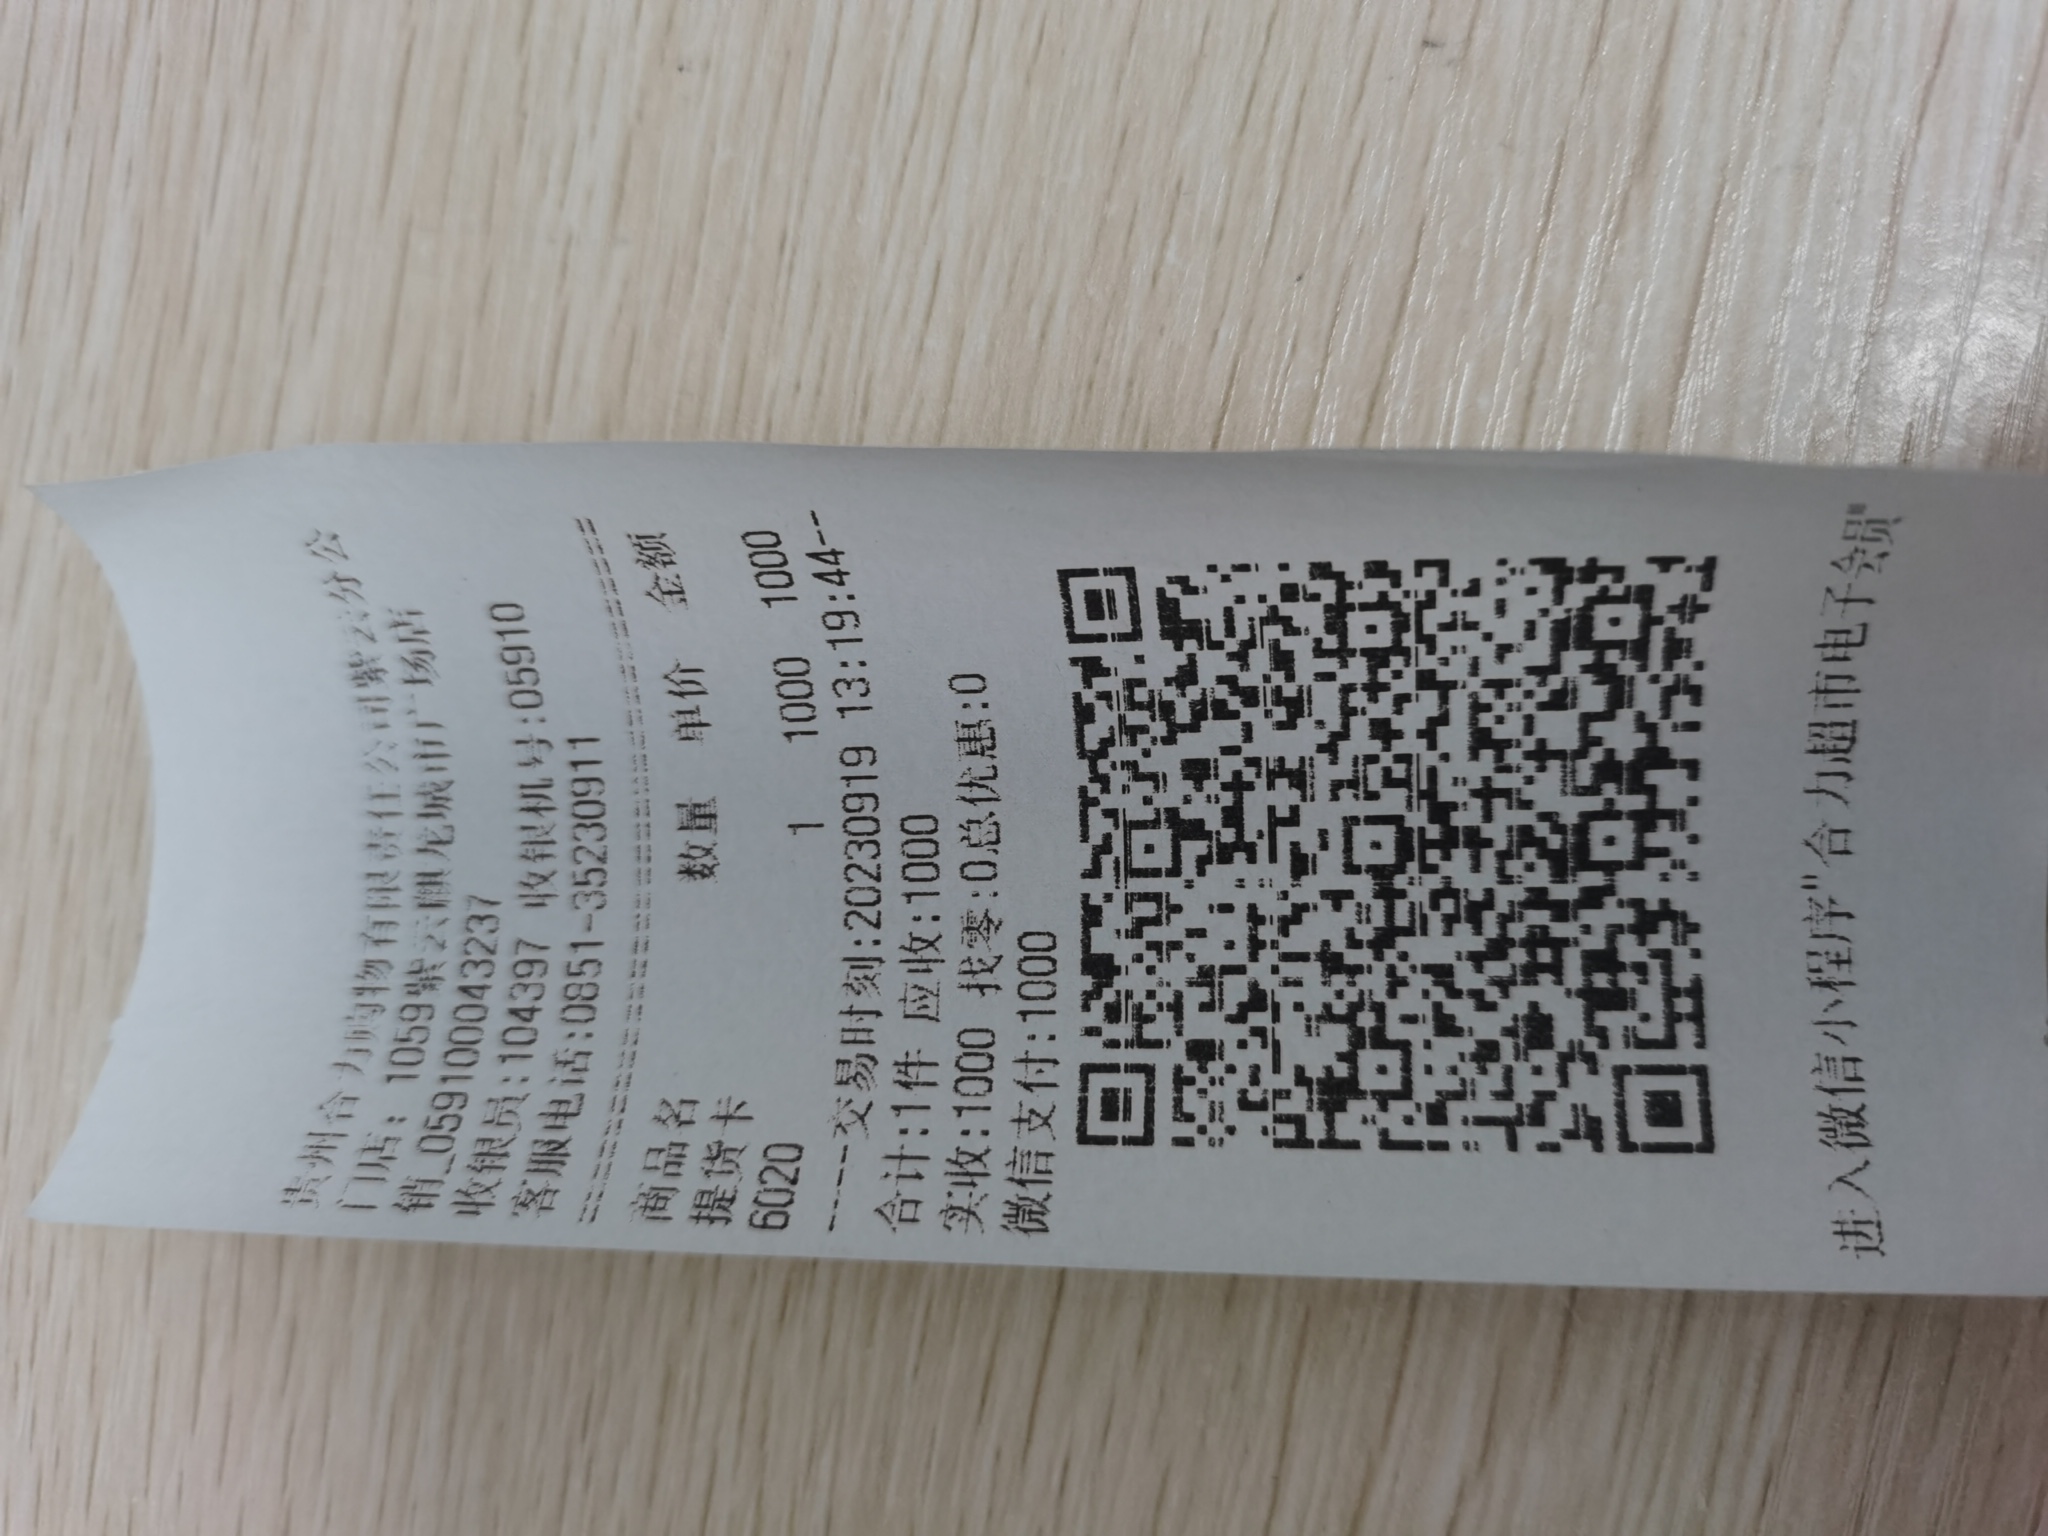 贵州合力购物有限责任公司紫云分公
门店: 1059紫云麒龙城市广场店
销_0591000043237
收银员:104397 收银机号:05910
客服电话:0851-35230911
================================
商品名 数量 单价 金额
提货卡
6020 1 1000 1000
-----交易时刻:20230919 13:19:44--
合计:1件 应收:1000
实收:1000 找零:0总优惠:0
微信支付:1000
进入微信小程序"合力超市电子会员"